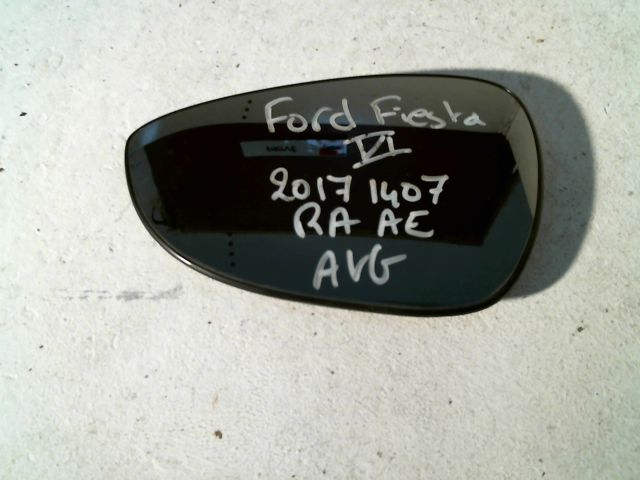 Ford Fiesta
VI
2017 1407
RA AE
AVG